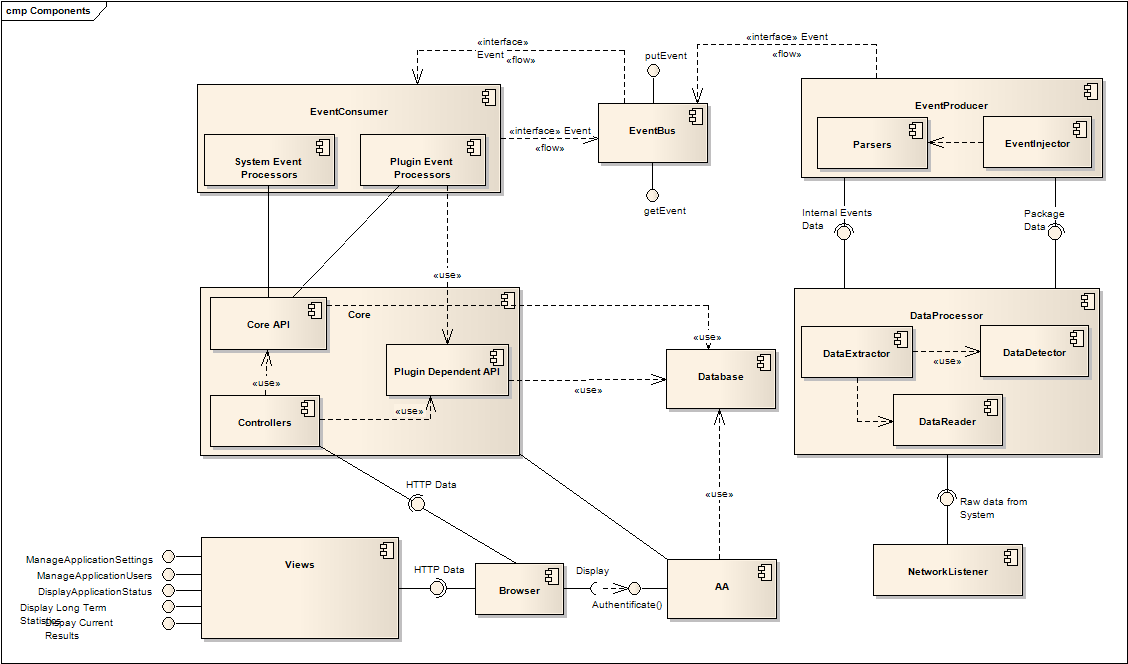 cmp Components
«interface»
Event
«flow»
putEvent
«interface» Event
«flow»
EventConsumer
System Event
Processors
Plugin Event
Processors
«interface» Event
«flow»
EventBus
getEvent
EventProducer
Parsers
EventInjector
Internal Events
Data
Package
Data
«use»
Core
Core API
«use»
Plugin Dependent API
«use»
Controllers
«use»
«use»
Database
DataProcessor
DataExtractor
«use»
DataDetector
DataReader
HTTP Data
«use»
Raw data from
System
NetworkListener
ManageApplicationSettings
ManageApplicationUsers
DisplayApplicationStatus
Display Long Term
Statistics
Dispay Current
Results
Views
HTTP Data
Browser
Display
Authentificate()
AA